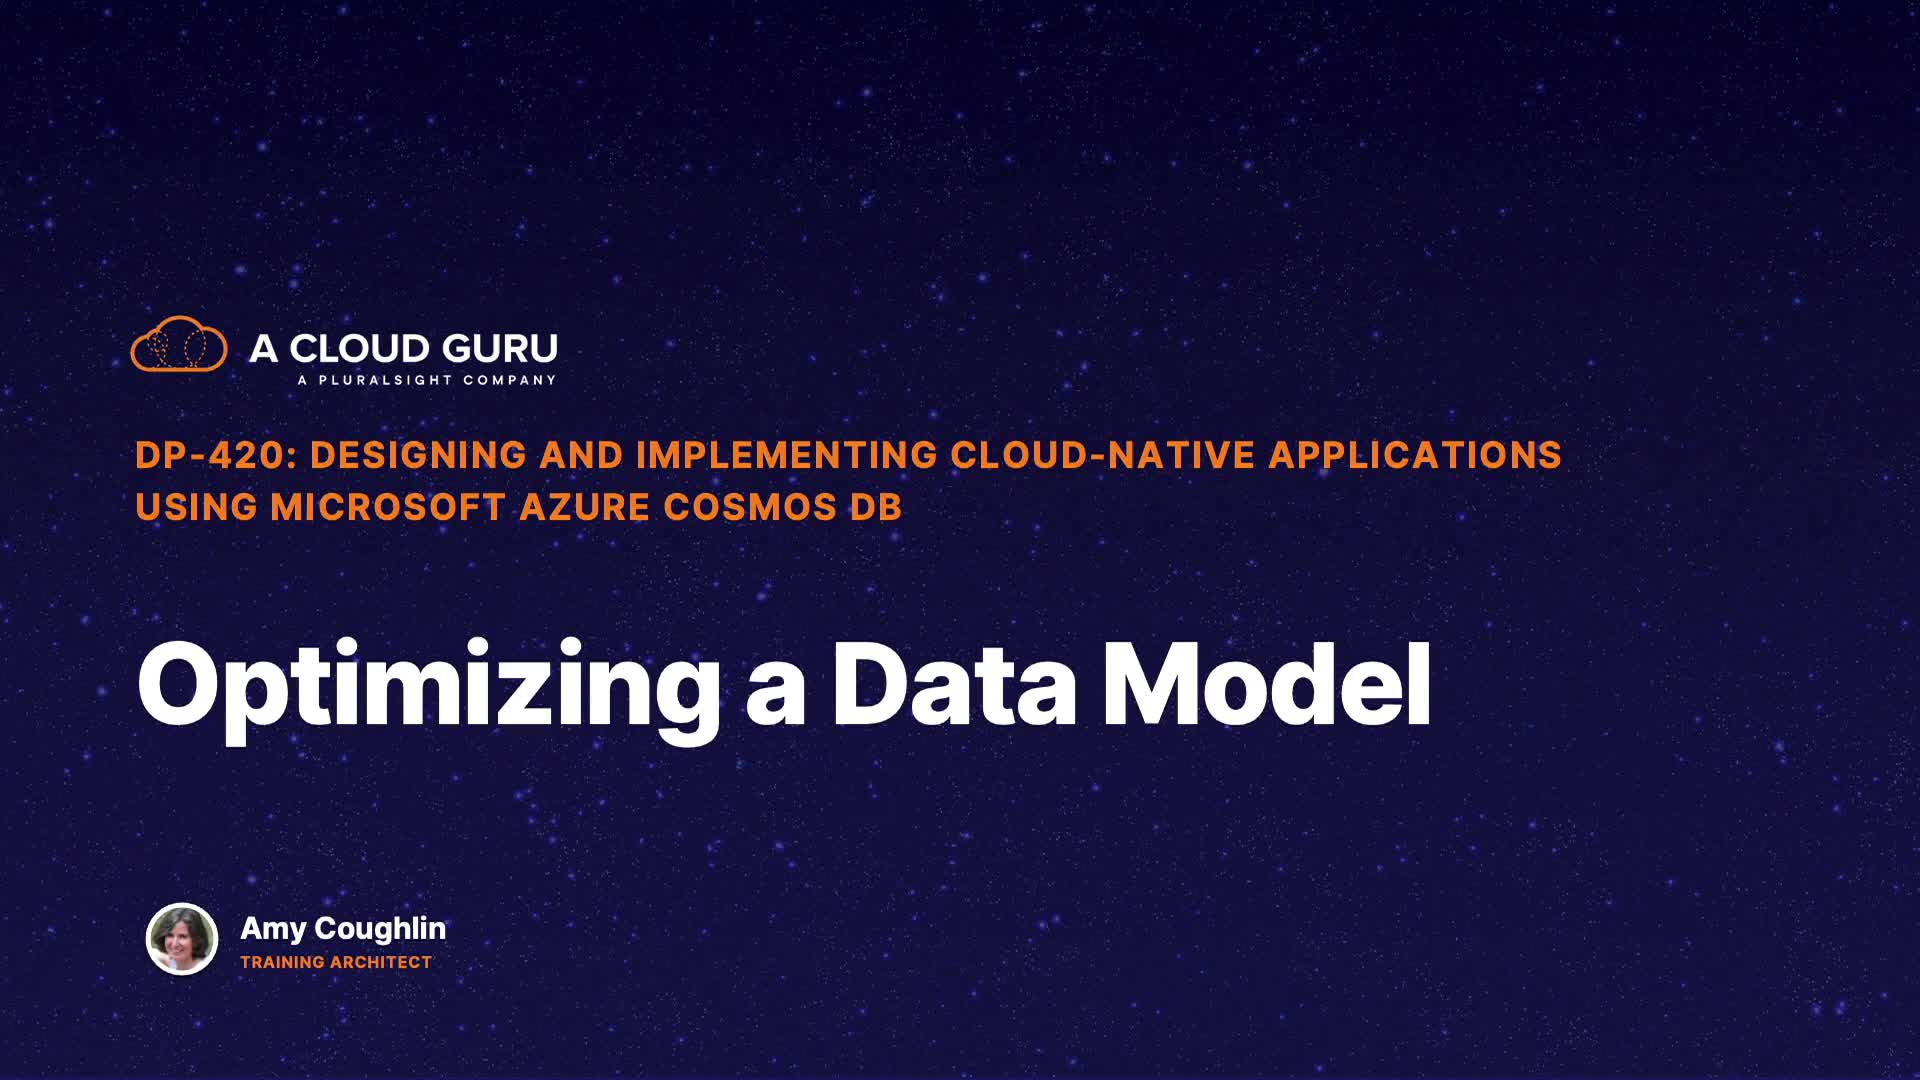 A CLOUD GURU
A PLURALSIGHT COMPANY
DP-420: DESIGNING AND IMPLEMENTING CLOUD-NATIVE APPLICATIONS
USING MICROSOFT AZURE COSMOS DB
Optimizing a Data Model
Amy Coughlin
TRAINING ARCHITECT